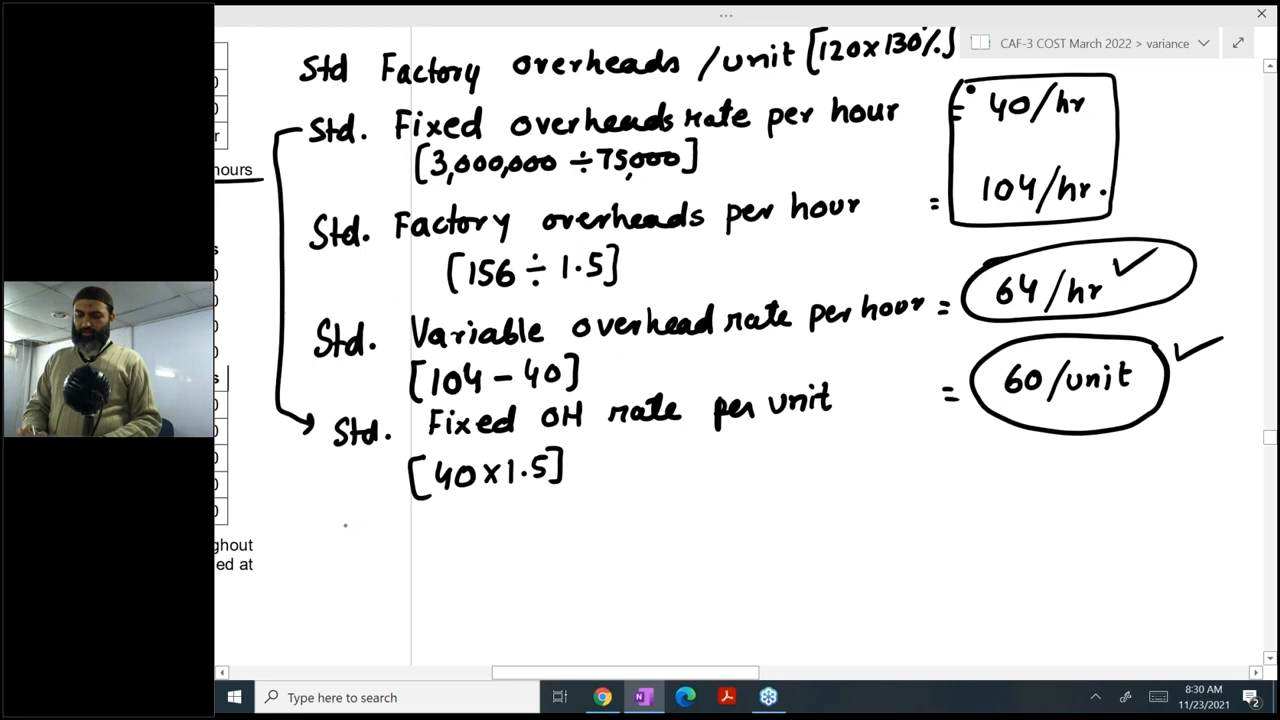 CAF-3 COST March 2022 > variance
Std Factory overheads /unit [120x130%]
Std. Fixed overheads rate per hour = 40/hr
[3,000,000 ÷ 75,000]
hours
Std. Factory overheads per hour = 104/hr.
[156 ÷ 1.5]
Std. Variable overhead rate per hour = 64/hr
[104 - 40]
Std. Fixed OH rate per unit = 60/unit
[40 x 1.5]
ghout
ed at
Type here to search
8:30 AM
11/23/2021
2